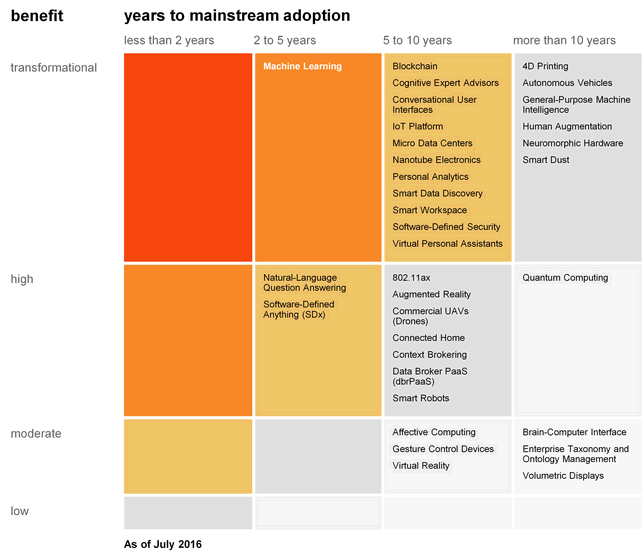 benefit
years to mainstream adoption
less than 2 years
2 to 5 years
5 to 10 years
more than 10 years
transformational
Machine Learning
Blockchain
Cognitive Expert Advisors
Conversational User
Interfaces
IoT Platform
Micro Data Centers
Nanotube Electronics
Personal Analytics
Smart Data Discovery
Smart Workspace
Software-Defined Security
Virtual Personal Assistants
4D Printing
Autonomous Vehicles
General-Purpose Machine
Intelligence
Human Augmentation
Neuromorphic Hardware
Smart Dust
high
Natural-Language
Question Answering
Software-Defined
Anything (SDx)
802.11ax
Augmented Reality
Commercial UAVs
(Drones)
Connected Home
Context Brokering
Data Broker PaaS
(dbrPaaS)
Smart Robots
Quantum Computing
moderate
Affective Computing
Gesture Control Devices
Virtual Reality
Brain-Computer Interface
Enterprise Taxonomy and
Ontology Management
Volumetric Displays
low
As of July 2016